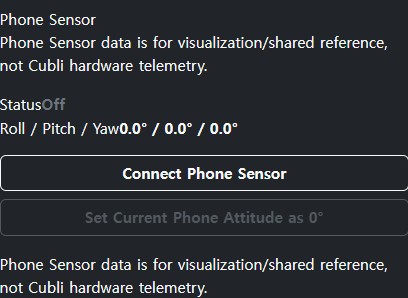 Phone Sensor
Phone Sensor data is for visualization/shared reference,
not Cubli hardware telemetry.
StatusOff
Roll / Pitch / Yaw0.0° / 0.0° / 0.0°
Connect Phone Sensor
Set Current Phone Attitude as 0°
Phone Sensor data is for visualization/shared reference,
not Cubli hardware telemetry.